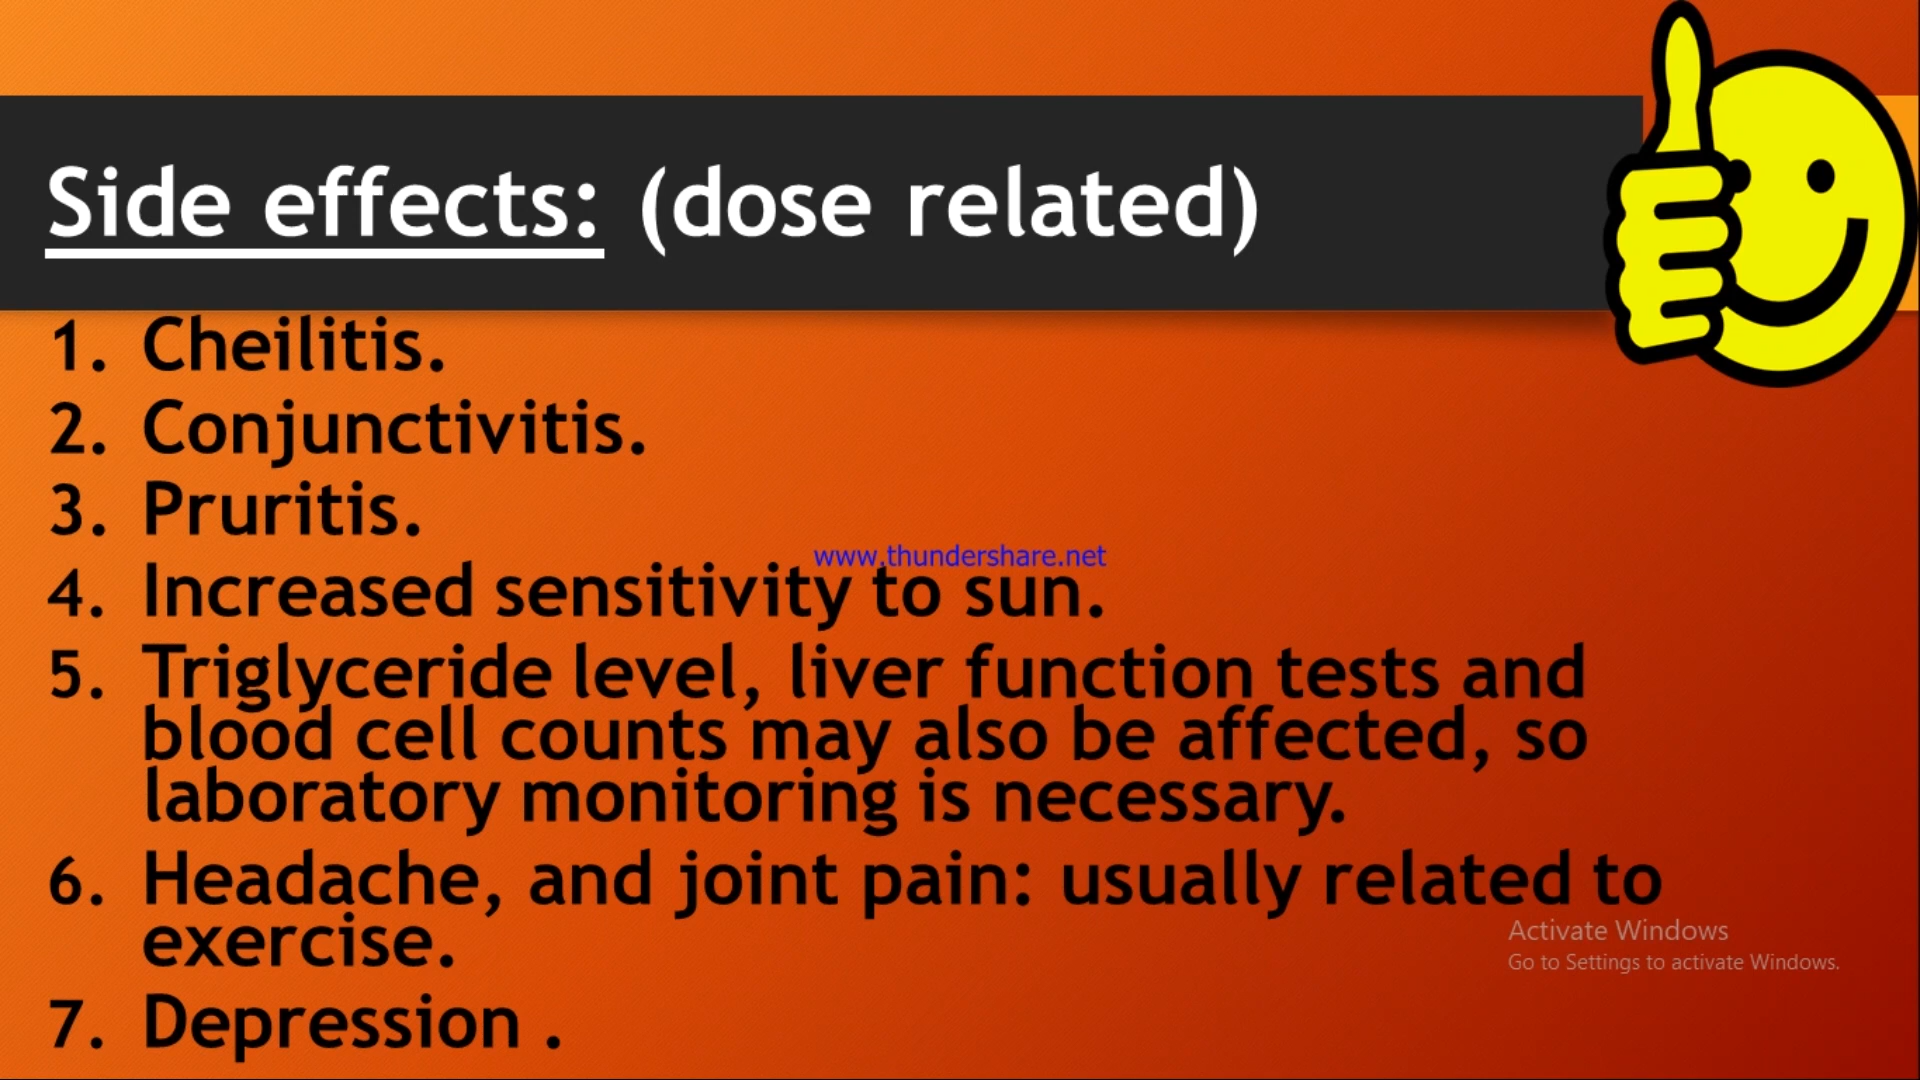 Side effects: (dose related)
1. Cheilitis.
2. Conjunctivitis.
3. Pruritis.
www.thundershare.net
4. Increased sensitivity to sun.
5. Triglyceride level, liver function tests and
blood cell counts may also be affected, so
laboratory monitoring is necessary.
6. Headache, and joint pain: usually related to
exercise.
Activate Windows
Go to Settings to activate Windows.
7. Depression .